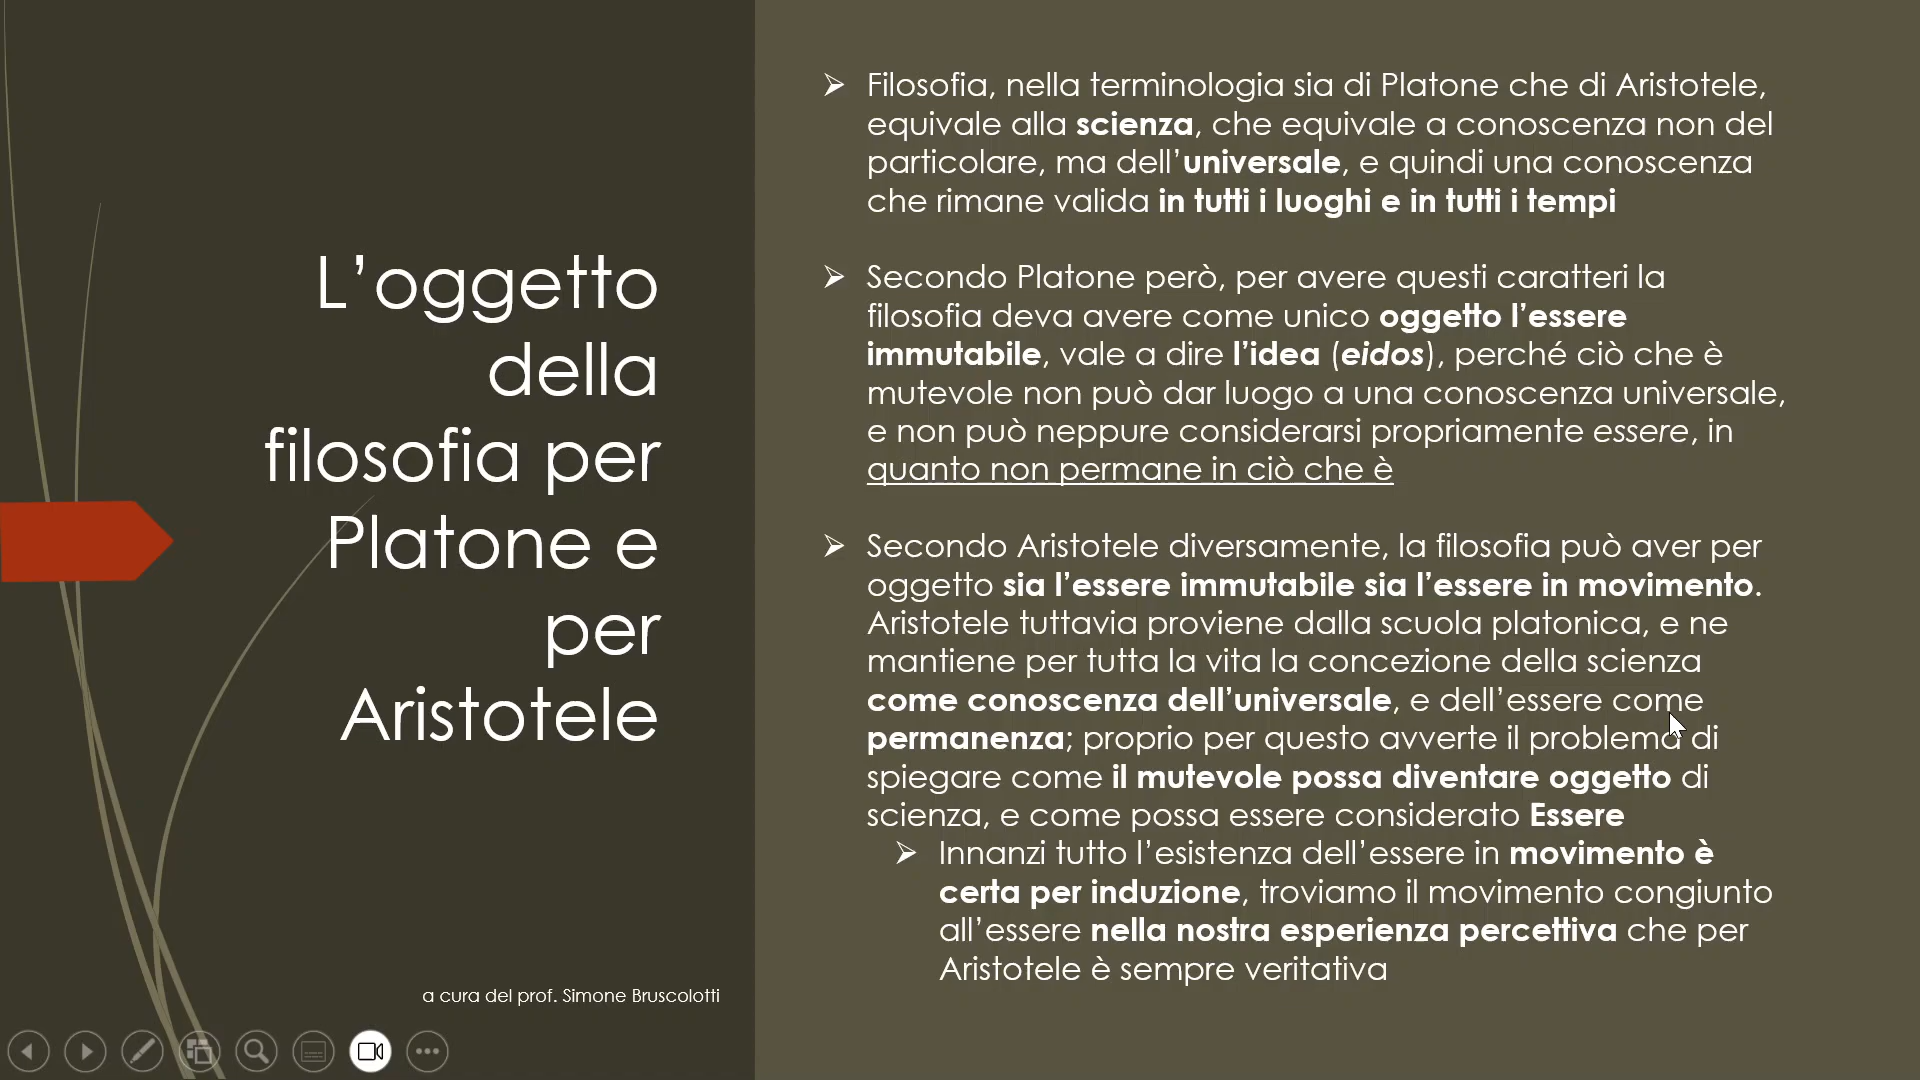 L’oggetto
della
filosofia per
Platone e
per
Aristotele
a cura del prof. Simone Bruscolotti
Filosofia, nella terminologia sia di Platone che di Aristotele,
equivale alla scienza, che equivale a conoscenza non del
particolare, ma dell’universale, e quindi una conoscenza
che rimane valida in tutti i luoghi e in tutti i tempi
Secondo Platone però, per avere questi caratteri la
filosofia deva avere come unico oggetto l’essere
immutabile, vale a dire l’idea (eidos), perché ciò che è
mutevole non può dar luogo a una conoscenza universale,
e non può neppure considerarsi propriamente essere, in
quanto non permane in ciò che è
Secondo Aristotele diversamente, la filosofia può aver per
oggetto sia l’essere immutabile sia l’essere in movimento.
Aristotele tuttavia proviene dalla scuola platonica, e ne
mantiene per tutta la vita la concezione della scienza
come conoscenza dell’universale, e dell’essere come
permanenza; proprio per questo avverte il problema di
spiegare come il mutevole possa diventare oggetto di
scienza, e come possa essere considerato Essere
Innanzi tutto l’esistenza dell’essere in movimento è
certa per induzione, troviamo il movimento congiunto
all’essere nella nostra esperienza percettiva che per
Aristotele è sempre veritativa